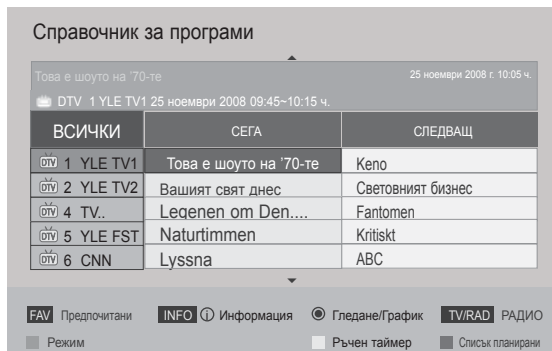 Справочник за програми
Това е шоуто на '70-те 25 ноември 2008 г. 10:05 ч.
DTV 1 YLE TV1 25 ноември 2008 09:45~10:15 ч.
ВСИЧКИ СЕГА СЛЕДВАЩ
DTV 1 YLE TV1 Това е шоуто на '70-те Keno
DTV 2 YLE TV2 Вашият свят днес Световният бизнес
DTV 4 TV.. Legenen om Den.... Fantomen
DTV 5 YLE FST Naturtimmen Kritiskt
DTV 6 CNN Lyssna ABC
FAV Предпочитани INFO i Информация Гледане/График TV/RAD РАДИО
Режим Ръчен таймер Списък планирани